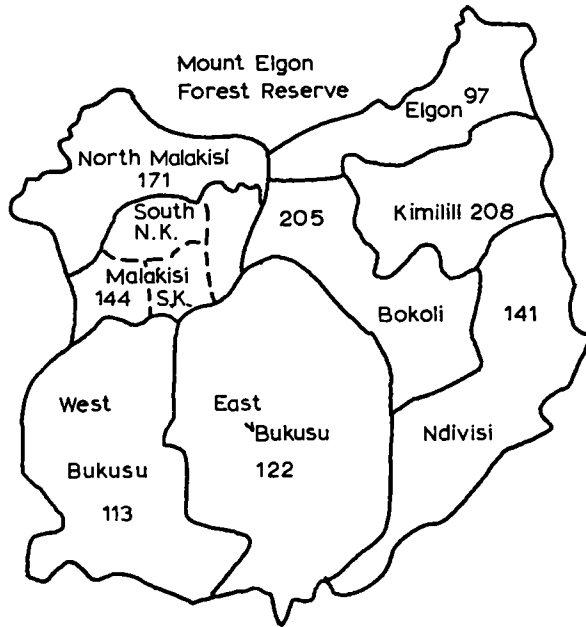 Mount Elgon
Forest Reserve
Elgon 97
North Malakisi
171
South
N.K.
205
Kimilill 208
Malakisi
144
S.K.
Bokoli
141
West
Bukusu
113
East
Bukusu
122
Ndivisi